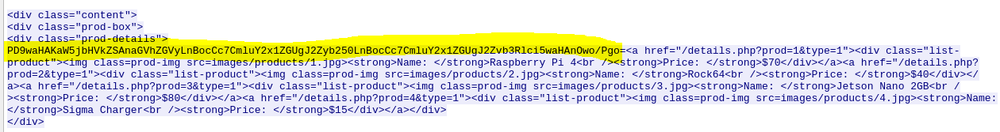 <div class="content">
<div class="prod-box">
<div class="prod-details">
PD9waHAKaW5jbHVkZSAnaGVhZGVyLnBocCc7CmluY2x1ZGUgJ2Zyb250LnBocCc7CmluY2x1ZGUgJ2Zvb3Rlci5waHAnOwo/Pgo=<a href="/details.php?prod=1&type=1"><div class="list-
product"><img class=prod-img src=images/products/1.jpg><strong>Name: </strong>Raspberry Pi 4<br /><strong>Price: </strong>$70</div></a><a href="/details.php?
prod=2&type=1"><div class="list-product"><img class=prod-img src=images/products/2.jpg><strong>Name: </strong>Rock64<br /><strong>Price: </strong>$40</div></
a><a href="/details.php?prod=3&type=1"><div class="list-product"><img class=prod-img src=images/products/3.jpg><strong>Name: </strong>Jetson Nano 2GB<br /
><strong>Price: </strong>$80</div></a><a href="/details.php?prod=4&type=1"><div class="list-product"><img class=prod-img src=images/products/4.jpg><strong>Name:
</strong>Sigma Charger<br /><strong>Price: </strong>$15</div></a></div>
</div>